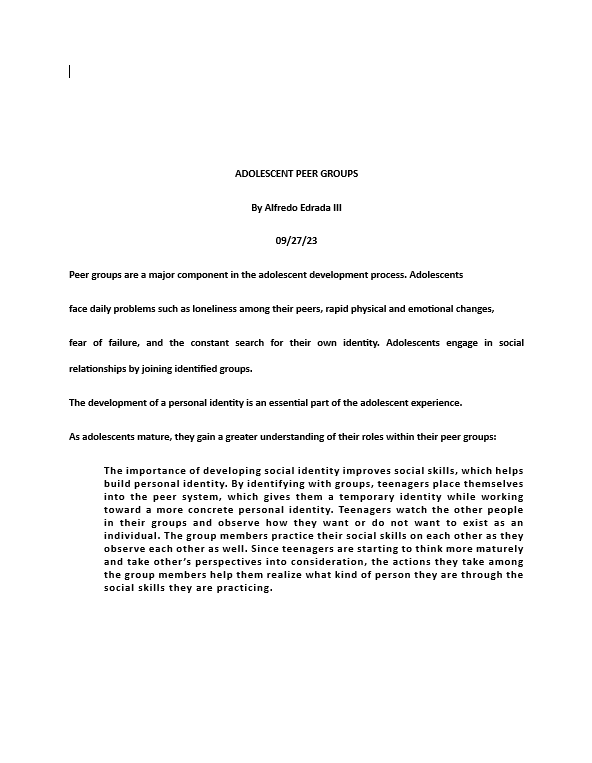 ADOLESCENT PEER GROUPS
By Alfredo Edrada III
09/27/23
Peer groups are a major component in the adolescent development process. Adolescents
face daily problems such as loneliness among their peers, rapid physical and emotional changes,
fear of failure, and the constant search for their own identity. Adolescents engage in social
relationships by joining identified groups.
The development of a personal identity is an essential part of the adolescent experience.
As adolescents mature, they gain a greater understanding of their roles within their peer groups:
The importance of developing social identity improves social skills, which helps
build personal identity. By identifying with groups, teenagers place themselves
into the peer system, which gives them a temporary identity while working
toward a more concrete personal identity. Teenagers watch the other people
in their groups and observe how they want or do not want to exist as an
individual. The group members practice their social skills on each other as they
observe each other as well. Since teenagers are starting to think more maturely
and take other’s perspectives into consideration, the actions they take among
the group members help them realize what kind of person they are through the
social skills they are practicing.